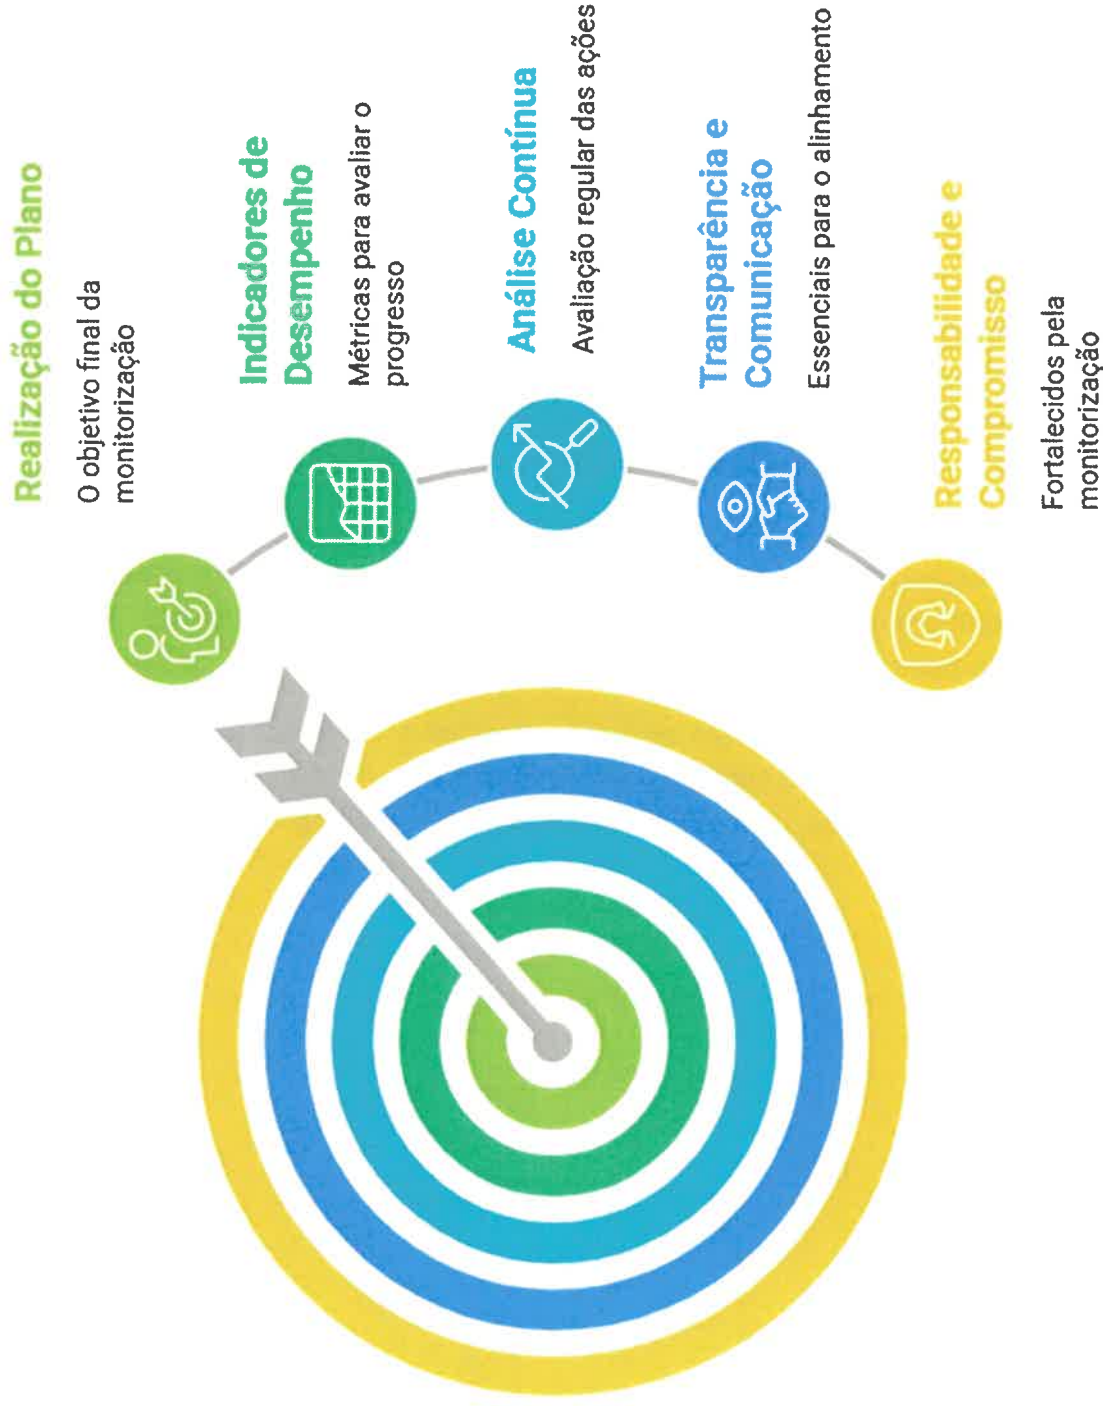 Realização do Plano
O objetivo final da
monitorização
Indicadores de
Desempenho
Métricas para avaliar o
progresso
Análise Contínua
Avaliação regular das ações
Transparência e
Comunicação
Essenciais para o alinhamento
Responsabilidade e
Compromisso
Fortalecidos pela
monitorização